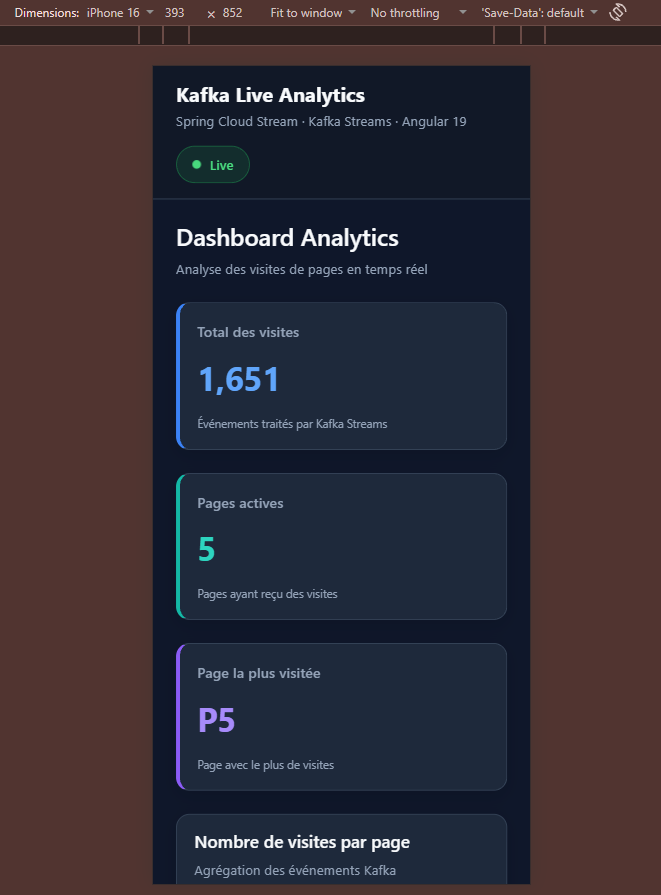 Dimensions: iPhone 16 393 × 852 Fit to window No throttling 'Save-Data': default
Kafka Live Analytics
Spring Cloud Stream · Kafka Streams · Angular 19
Live
Dashboard Analytics
Analyse des visites de pages en temps réel
Total des visites
1,651
Événements traités par Kafka Streams
Pages actives
5
Pages ayant reçu des visites
Page la plus visitée
P5
Page avec le plus de visites
Nombre de visites par page
Agrégation des événements Kafka